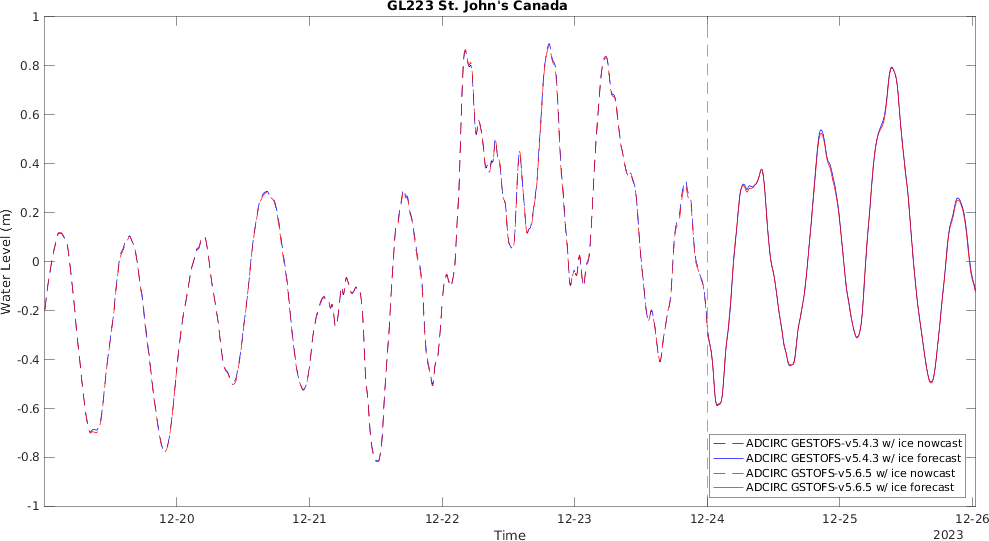 GL223 St. John's Canada
1
0.8
0.6
0.4
0.2
0
-0.2
-0.4
-0.6
-0.8
-1
Water Level (m)
ADCIRC GESTOFS-v5.4.3 w/ ice nowcast
ADCIRC GESTOFS-v5.4.3 w/ ice forecast
ADCIRC GSTOFS-v5.6.5 w/ ice nowcast
ADCIRC GSTOFS-v5.6.5 w/ ice forecast
12-20 12-21 12-22 12-23 12-24 12-25 12-26
Time
2023